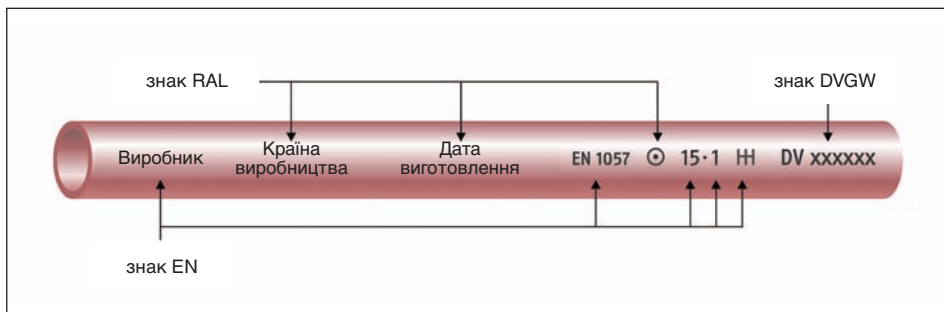 знак RAL
знак DVGW
Виробник
Країна
виробництва
Дата
виготовлення
EN 1057 ☉ 15·1 HH DV xxxxxx
знак EN